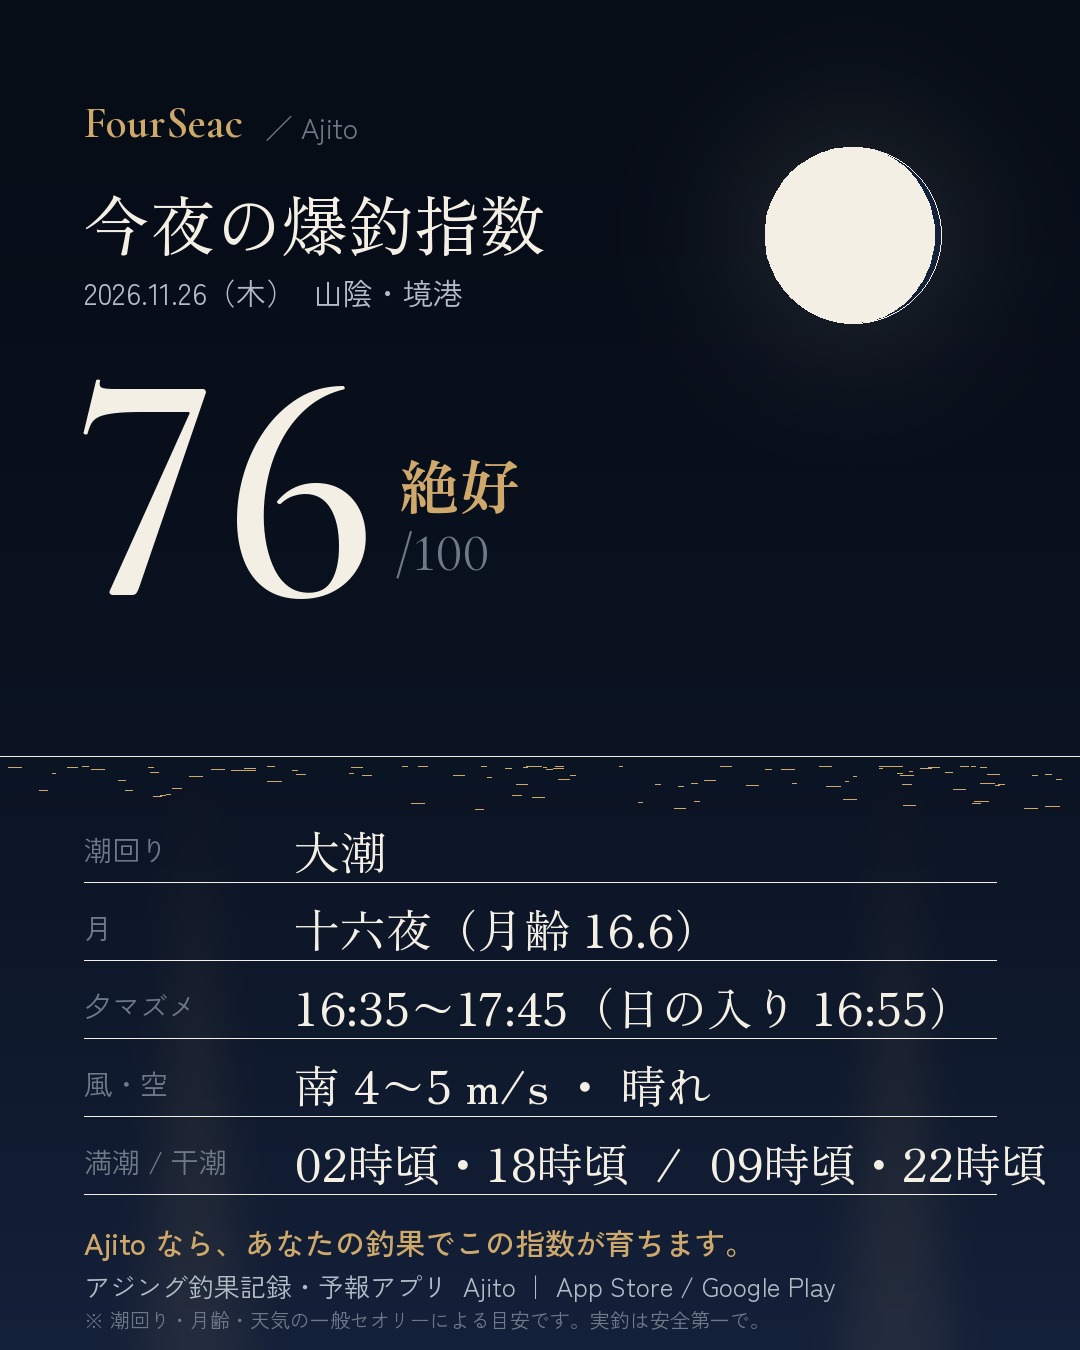 FourSeac ／ Ajito
今夜の爆釣指数
2026.11.26（木） 山陰・境港
76 絶好
/100
潮回り 大潮
月 十六夜（月齢 16.6）
夕マズメ 16:35〜17:45（日の入り 16:55）
風・空 南 4〜5 m/s ・ 晴れ
満潮 / 干潮 02時頃・18時頃 ／ 09時頃・22時頃
Ajito なら、あなたの釣果でこの指数が育ちます。
アジング釣果記録・予報アプリ Ajito ｜ App Store / Google Play
※ 潮回り・月齢・天気の一般セオリーによる目安です。実釣は安全第一で。